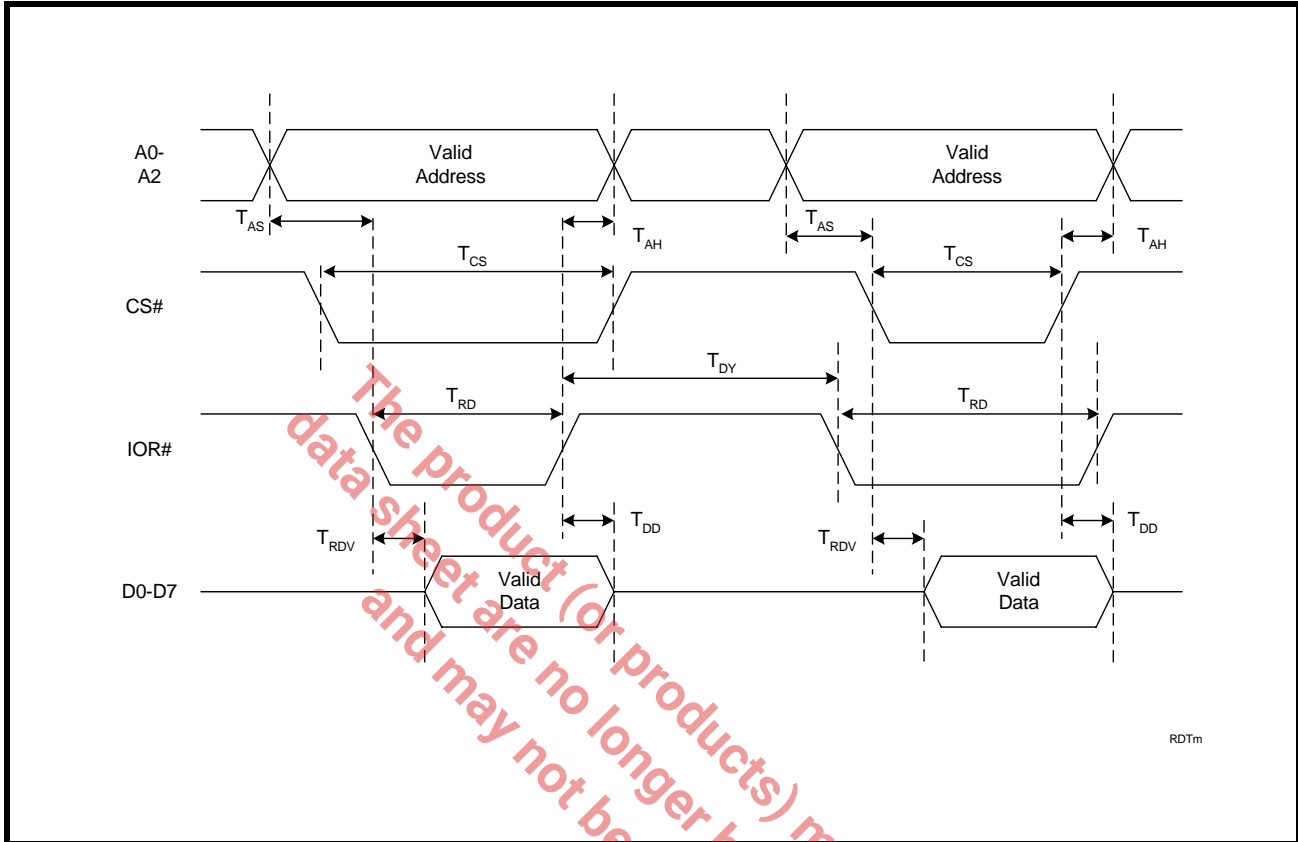 A0-
A2
Valid
Address
Valid
Address
TAS
TAH
TAS
TAH
TCS
TCS
CS#
TDY
TRD
TRD
IOR#
TRDV
TDD
TRDV
TDD
D0-D7
Valid
Data
Valid
Data
The product (or products) m
data sheet are no longer b
and may not be
RDTm